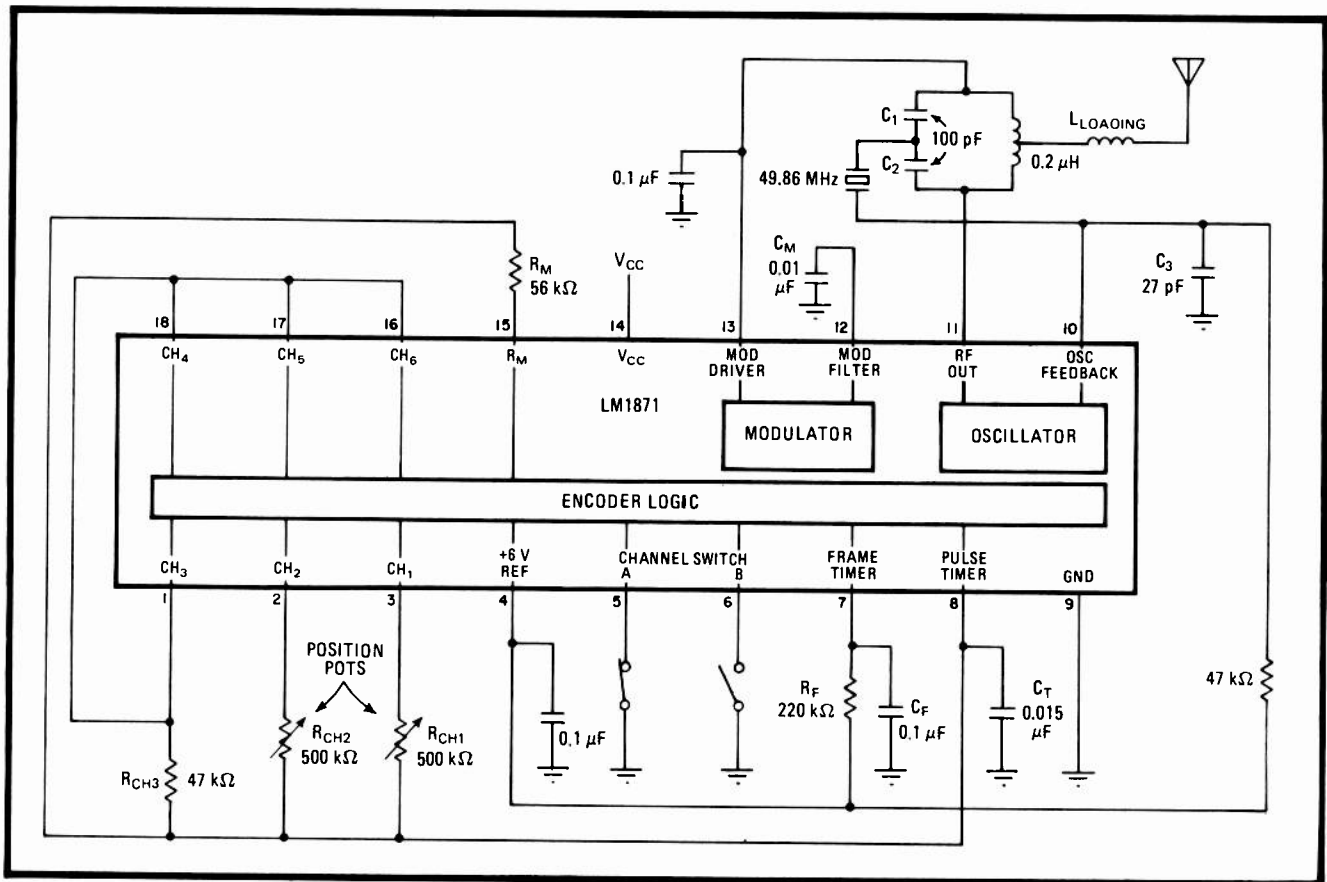 C1
100 pF
C2
LLOADING
0.2 μH
0.1 μF
49.86 MHz
CM
0.01
μF
C3
27 pF
RM
56 kΩ
VCC
18
17
16
15
14
13
12
11
10
CH4
CH5
CH6
RM
VCC
MOD
DRIVER
MOD
FILTER
RF
OUT
OSC
FEEDBACK
LM1871
MODULATOR
OSCILLATOR
ENCODER LOGIC
CH3
CH2
CH1
+6 V
REF
CHANNEL SWITCH
A
B
FRAME
TIMER
PULSE
TIMER
GND
1
2
3
4
5
6
7
8
9
POSITION
POTS
RCH3
47 kΩ
RCH2
500 kΩ
RCH1
500 kΩ
0.1 μF
RF
220 kΩ
CF
0.1 μF
CT
0.015
μF
47 kΩ